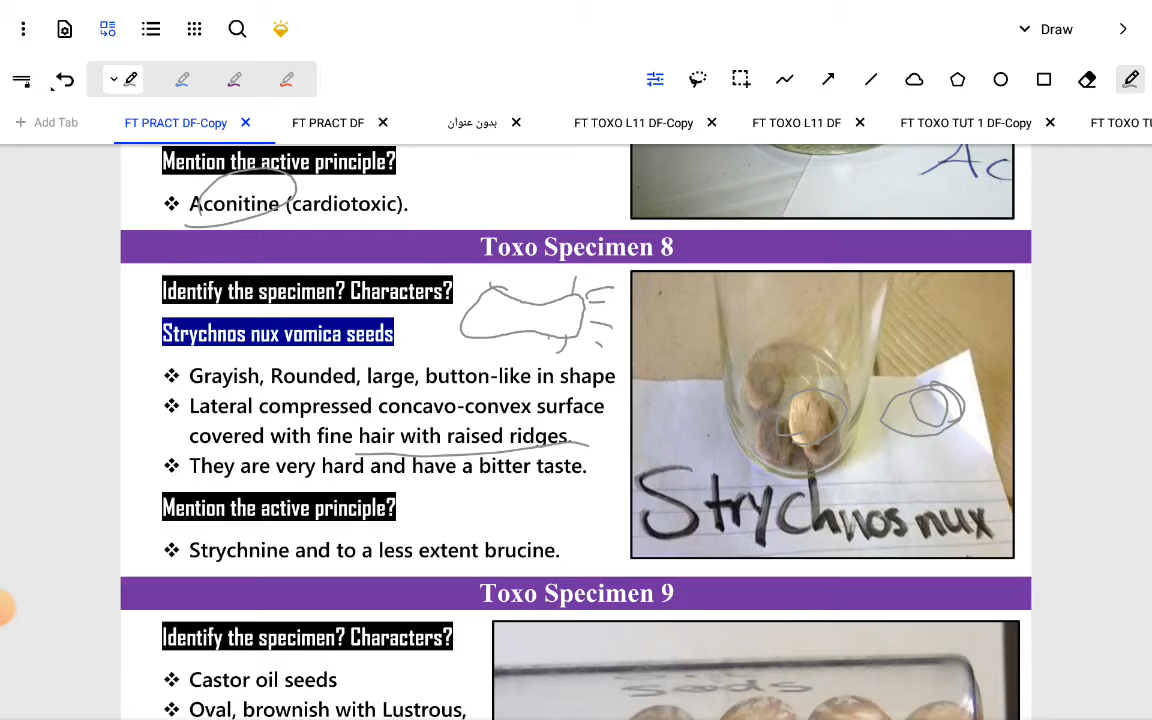 Draw
Add Tab
FT PRACT DF-Copy
FT PRACT DF
بدون عنوان
FT TOXO L11 DF-Copy
FT TOXO L11 DF
FT TOXO TUT 1 DF-Copy
FT TOXO TU
Mention the active principle?
Aconitine (cardiotoxic).
Ac
Toxo Specimen 8
Identify the specimen? Characters?
Strychnos nux vomica seeds
❖ Grayish, Rounded, large, button-like in shape
❖ Lateral compressed concavo-convex surface
covered with fine hair with raised ridges.
❖ They are very hard and have a bitter taste.
Mention the active principle?
❖ Strychnine and to a less extent brucine.
Strychnos nux
Toxo Specimen 9
Identify the specimen? Characters?
❖ Castor oil seeds
❖ Oval, brownish with Lustrous,